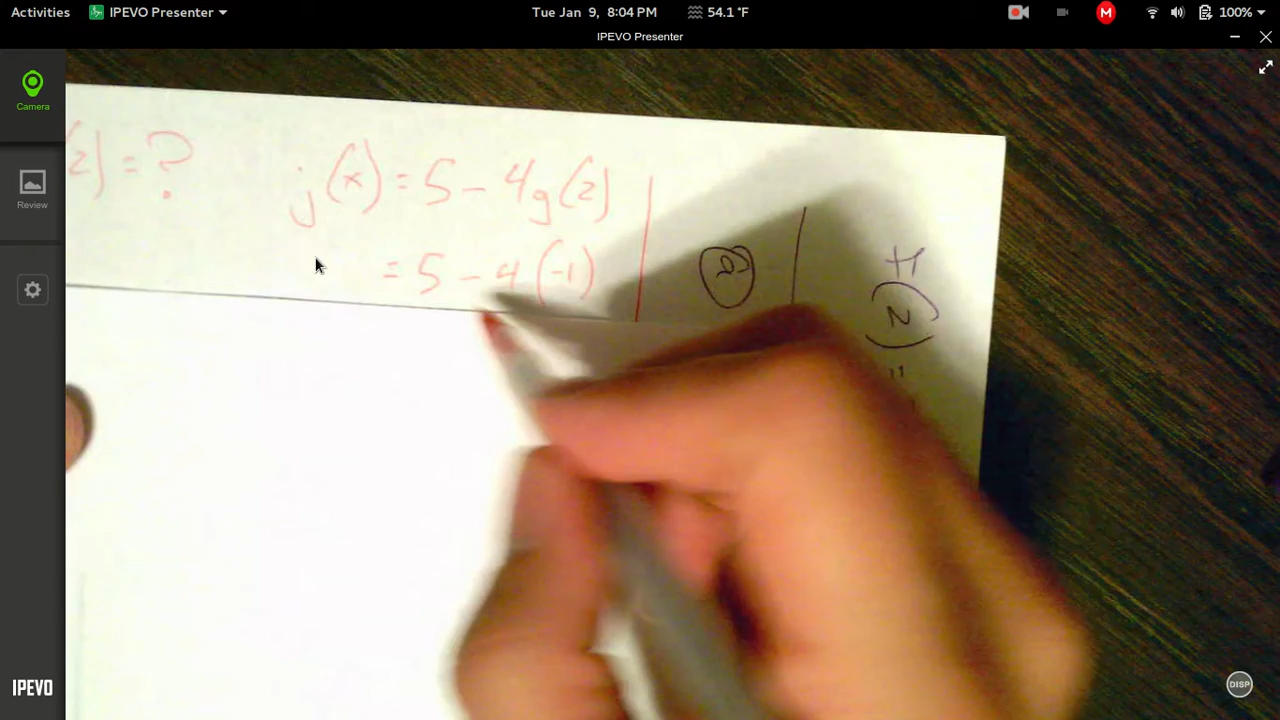 Activities IPEVO Presenter Tue Jan 9, 8:04 PM 54.1 °F M 100%
IPEVO Presenter
Camera
Review
2) = ? j(x) = 5 - 4g(2)
= 5 - 4(-1)
IPEVO
DISP